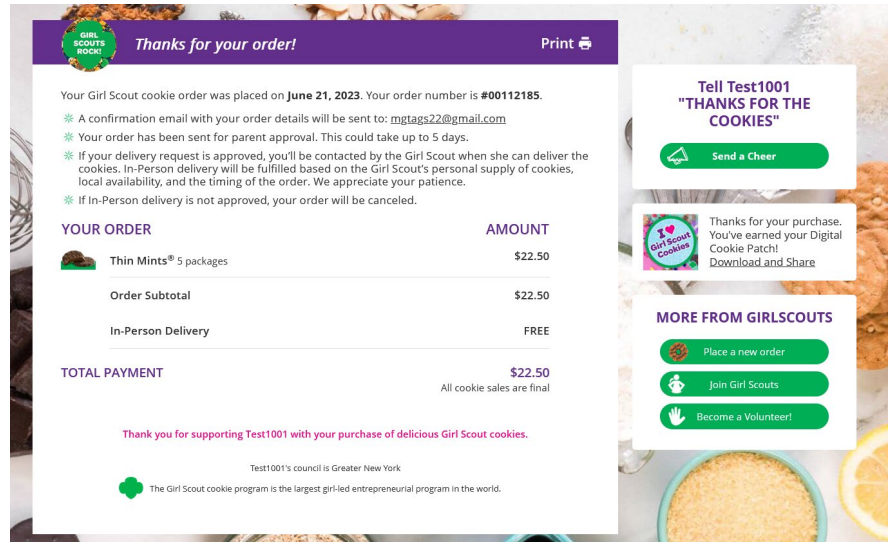 GIRL
SCOUTS
ROCK!
Thanks for your order!
Print
Your Girl Scout cookie order was placed on June 21, 2023. Your order number is #00112185.
A confirmation email with your order details will be sent to: mgtags22@gmail.com
Your order has been sent for parent approval. This could take up to 5 days.
If your delivery request is approved, you'll be contacted by the Girl Scout when she can deliver the
cookies. In-Person delivery will be fulfilled based on the Girl Scout's personal supply of cookies,
local availability, and the timing of the order. We appreciate your patience.
If In-Person delivery is not approved, your order will be canceled.
YOUR ORDER AMOUNT
Thin Mints® 5 packages $22.50
Order Subtotal $22.50
In-Person Delivery FREE
TOTAL PAYMENT $22.50
All cookie sales are final
Thank you for supporting Test1001 with your purchase of delicious Girl Scout cookies.
Test1001's council is Greater New York
The Girl Scout cookie program is the largest girl-led entrepreneurial program in the world.
Tell Test1001
"THANKS FOR THE
COOKIES"
Send a Cheer
I
Girl Scout
Cookies
Thanks for your purchase.
You've earned your Digital
Cookie Patch!
Download and Share
MORE FROM GIRLSCOUTS
Place a new order
Join Girl Scouts
Become a Volunteer!